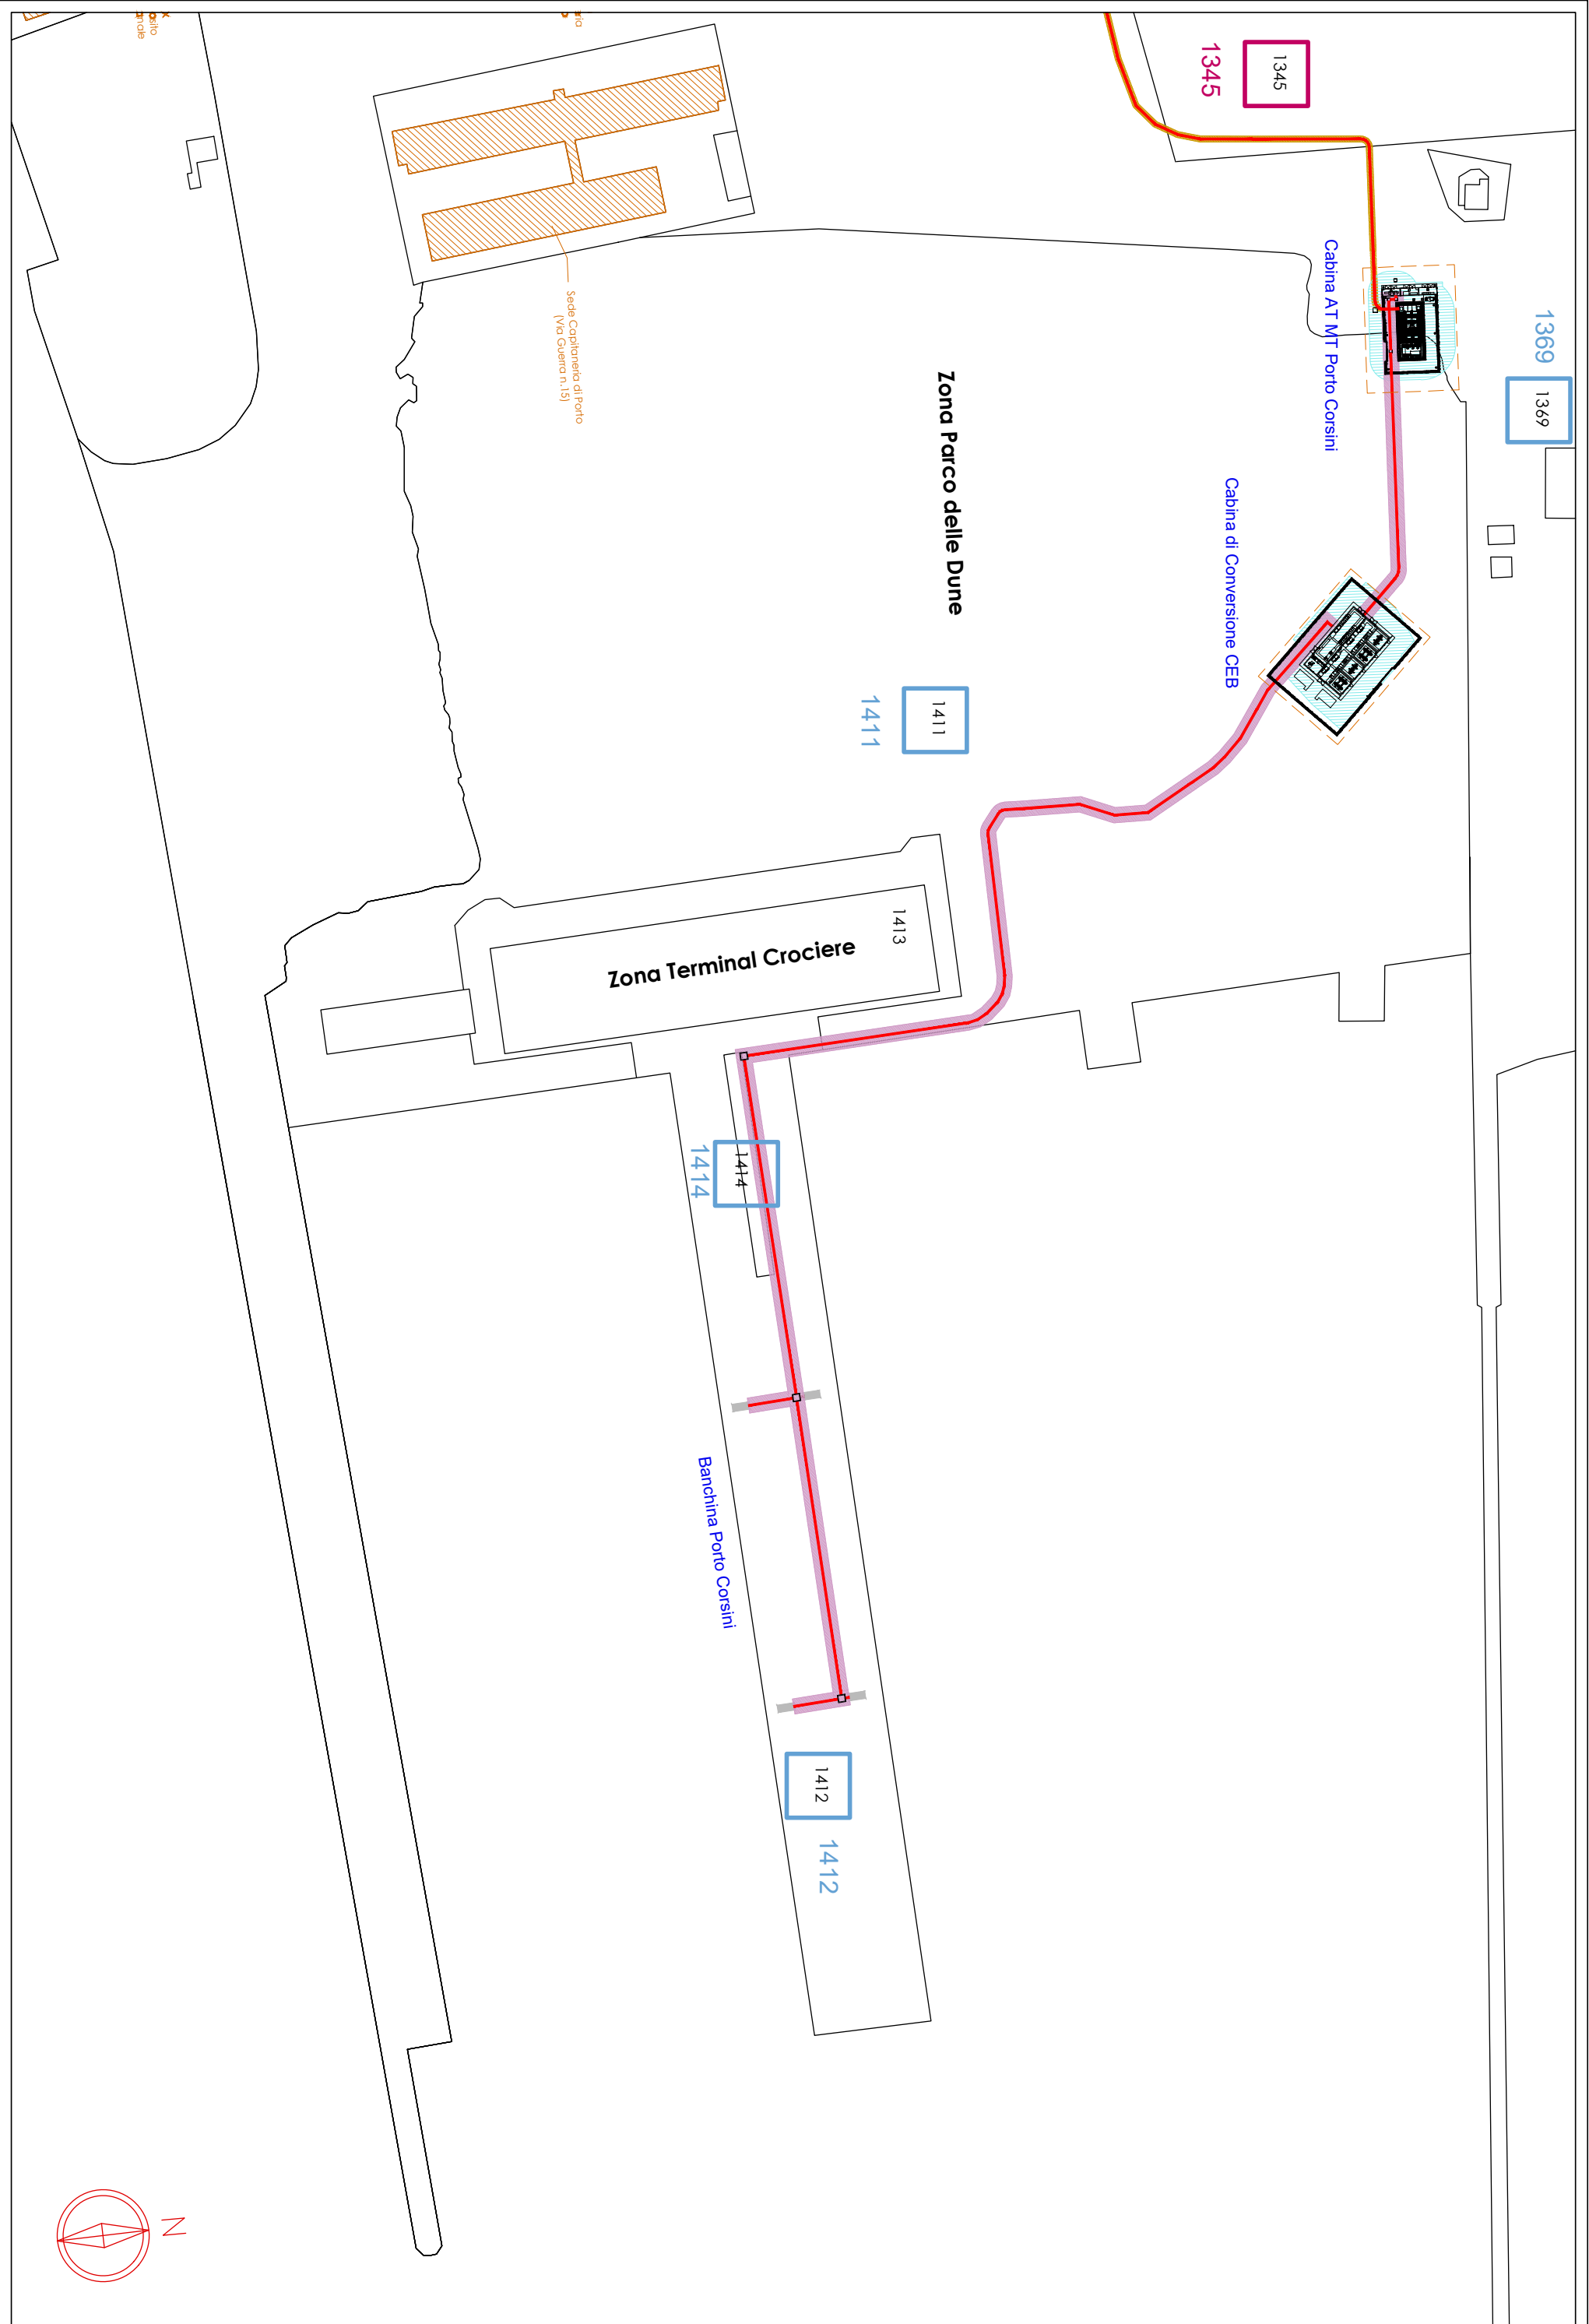 1369
1369
1345
1345
Cabina AT MT Porto Corsini
Cabina di Conversione CEB
Zona Parco delle Dune
1411
1411
1413
Zona Terminal Crociere
Sede Capitaneria di Porto
(Via Guerra n.15)
1414
1414
Banchina Porto Corsini
1412
1412
N